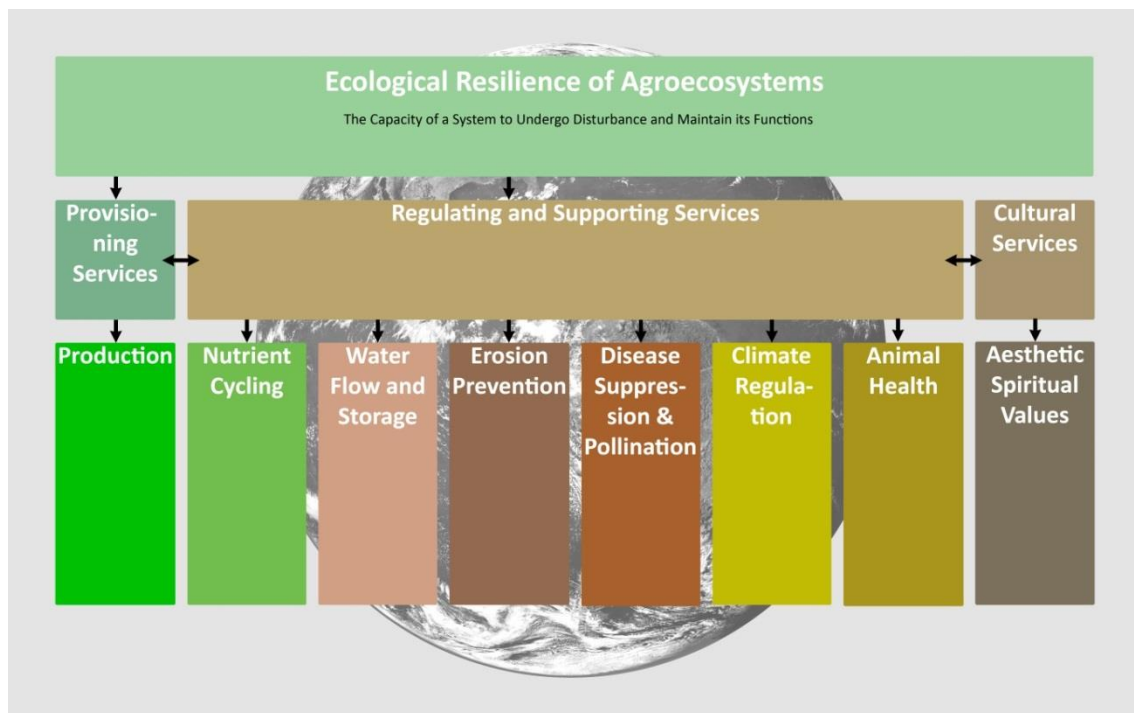 Ecological Resilience of Agroecosystems
The Capacity of a System to Undergo Disturbance and Maintain its Functions
Provisio-
ning
Services
Regulating and Supporting Services
Cultural
Services
Production
Nutrient
Cycling
Water
Flow and
Storage
Erosion
Prevention
Disease
Suppres-
sion &
Pollination
Climate
Regula-
tion
Animal
Health
Aesthetic
Spiritual
Values